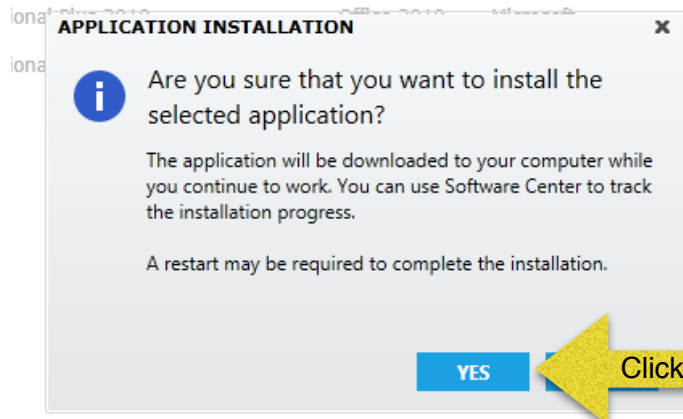 APPLICATION INSTALLATION
Are you sure that you want to install the
selected application?
The application will be downloaded to your computer while
you continue to work. You can use Software Center to track
the installation progress.
A restart may be required to complete the installation.
YES
Click